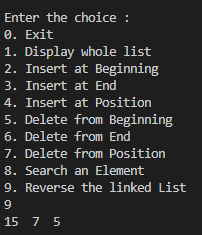 Enter the choice :
0. Exit
1. Display whole list
2. Insert at Beginning
3. Insert at End
4. Insert at Position
5. Delete from Beginning
6. Delete from End
7. Delete from Position
8. Search an Element
9. Reverse the linked List
9
15  7  5